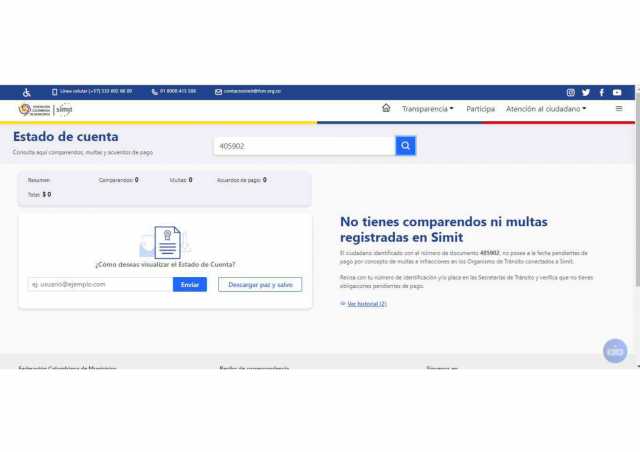 Línea celular (+57) 333 602 66 09 01 8000 413 588 contactosimit@fcm.org.co
FEDERACIÓN COLOMBIANA DE MUNICIPIOS simit Transparencia Participa Atención al ciudadano
Estado de cuenta
Consulta aquí comparendos, multas y acuerdos de pago
405902
Resumen Comparendos: 0 Multas: 0 Acuerdos de pago: 0
Total: $ 0
¿Cómo deseas visualizar el Estado de Cuenta?
ej. usuario@ejemplo.com Enviar Descargar paz y salvo
No tienes comparendos ni multas
registradas en Simit
El ciudadano identificado con el número de documento 405902, no posee a la fecha pendientes de
pago por concepto de multas e infracciones en los Organismo de Tránsito conectados a Simit.
Revisa con tu número de identificación y/o placa en las Secretarías de Tránsito y verifica que no tienes
obligaciones pendientes de pago.
Ver historial (2)
Federación Colombiana de Municipios Recibo de correspondencia Síguenos en